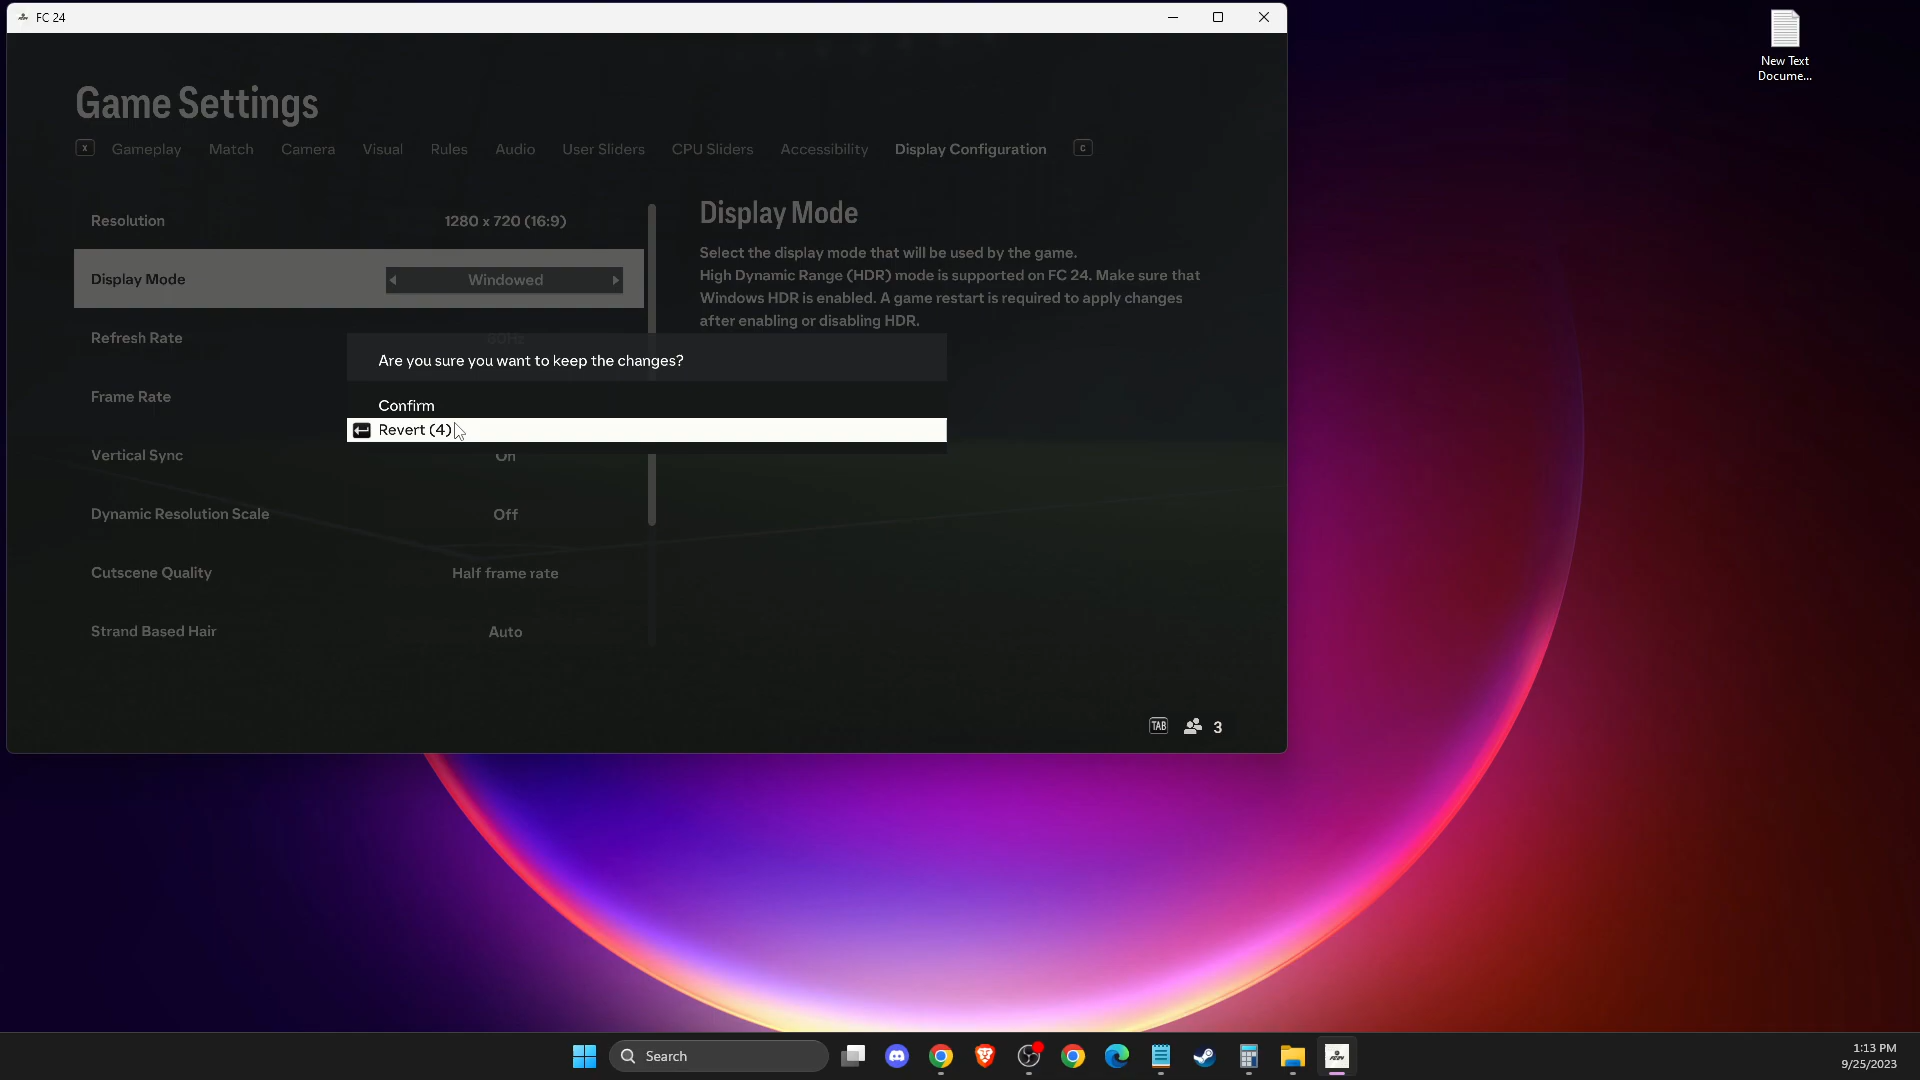 FC 24
New Text
Docume...
Game Settings
X Gameplay Match Camera Visual Rules Audio User Sliders CPU Sliders Accessibility Display Configuration C
Resolution 1280 x 720 (16:9)
Display Mode Windowed
Refresh Rate 60Hz
Frame Rate
Vertical Sync On
Dynamic Resolution Scale Off
Cutscene Quality Half frame rate
Strand Based Hair Auto
Display Mode
Select the display mode that will be used by the game.
High Dynamic Range (HDR) mode is supported on FC 24. Make sure that
Windows HDR is enabled. A game restart is required to apply changes
after enabling or disabling HDR.
Are you sure you want to keep the changes?
Confirm
Revert (4)
TAB 3
Search
1:13 PM
9/25/2023